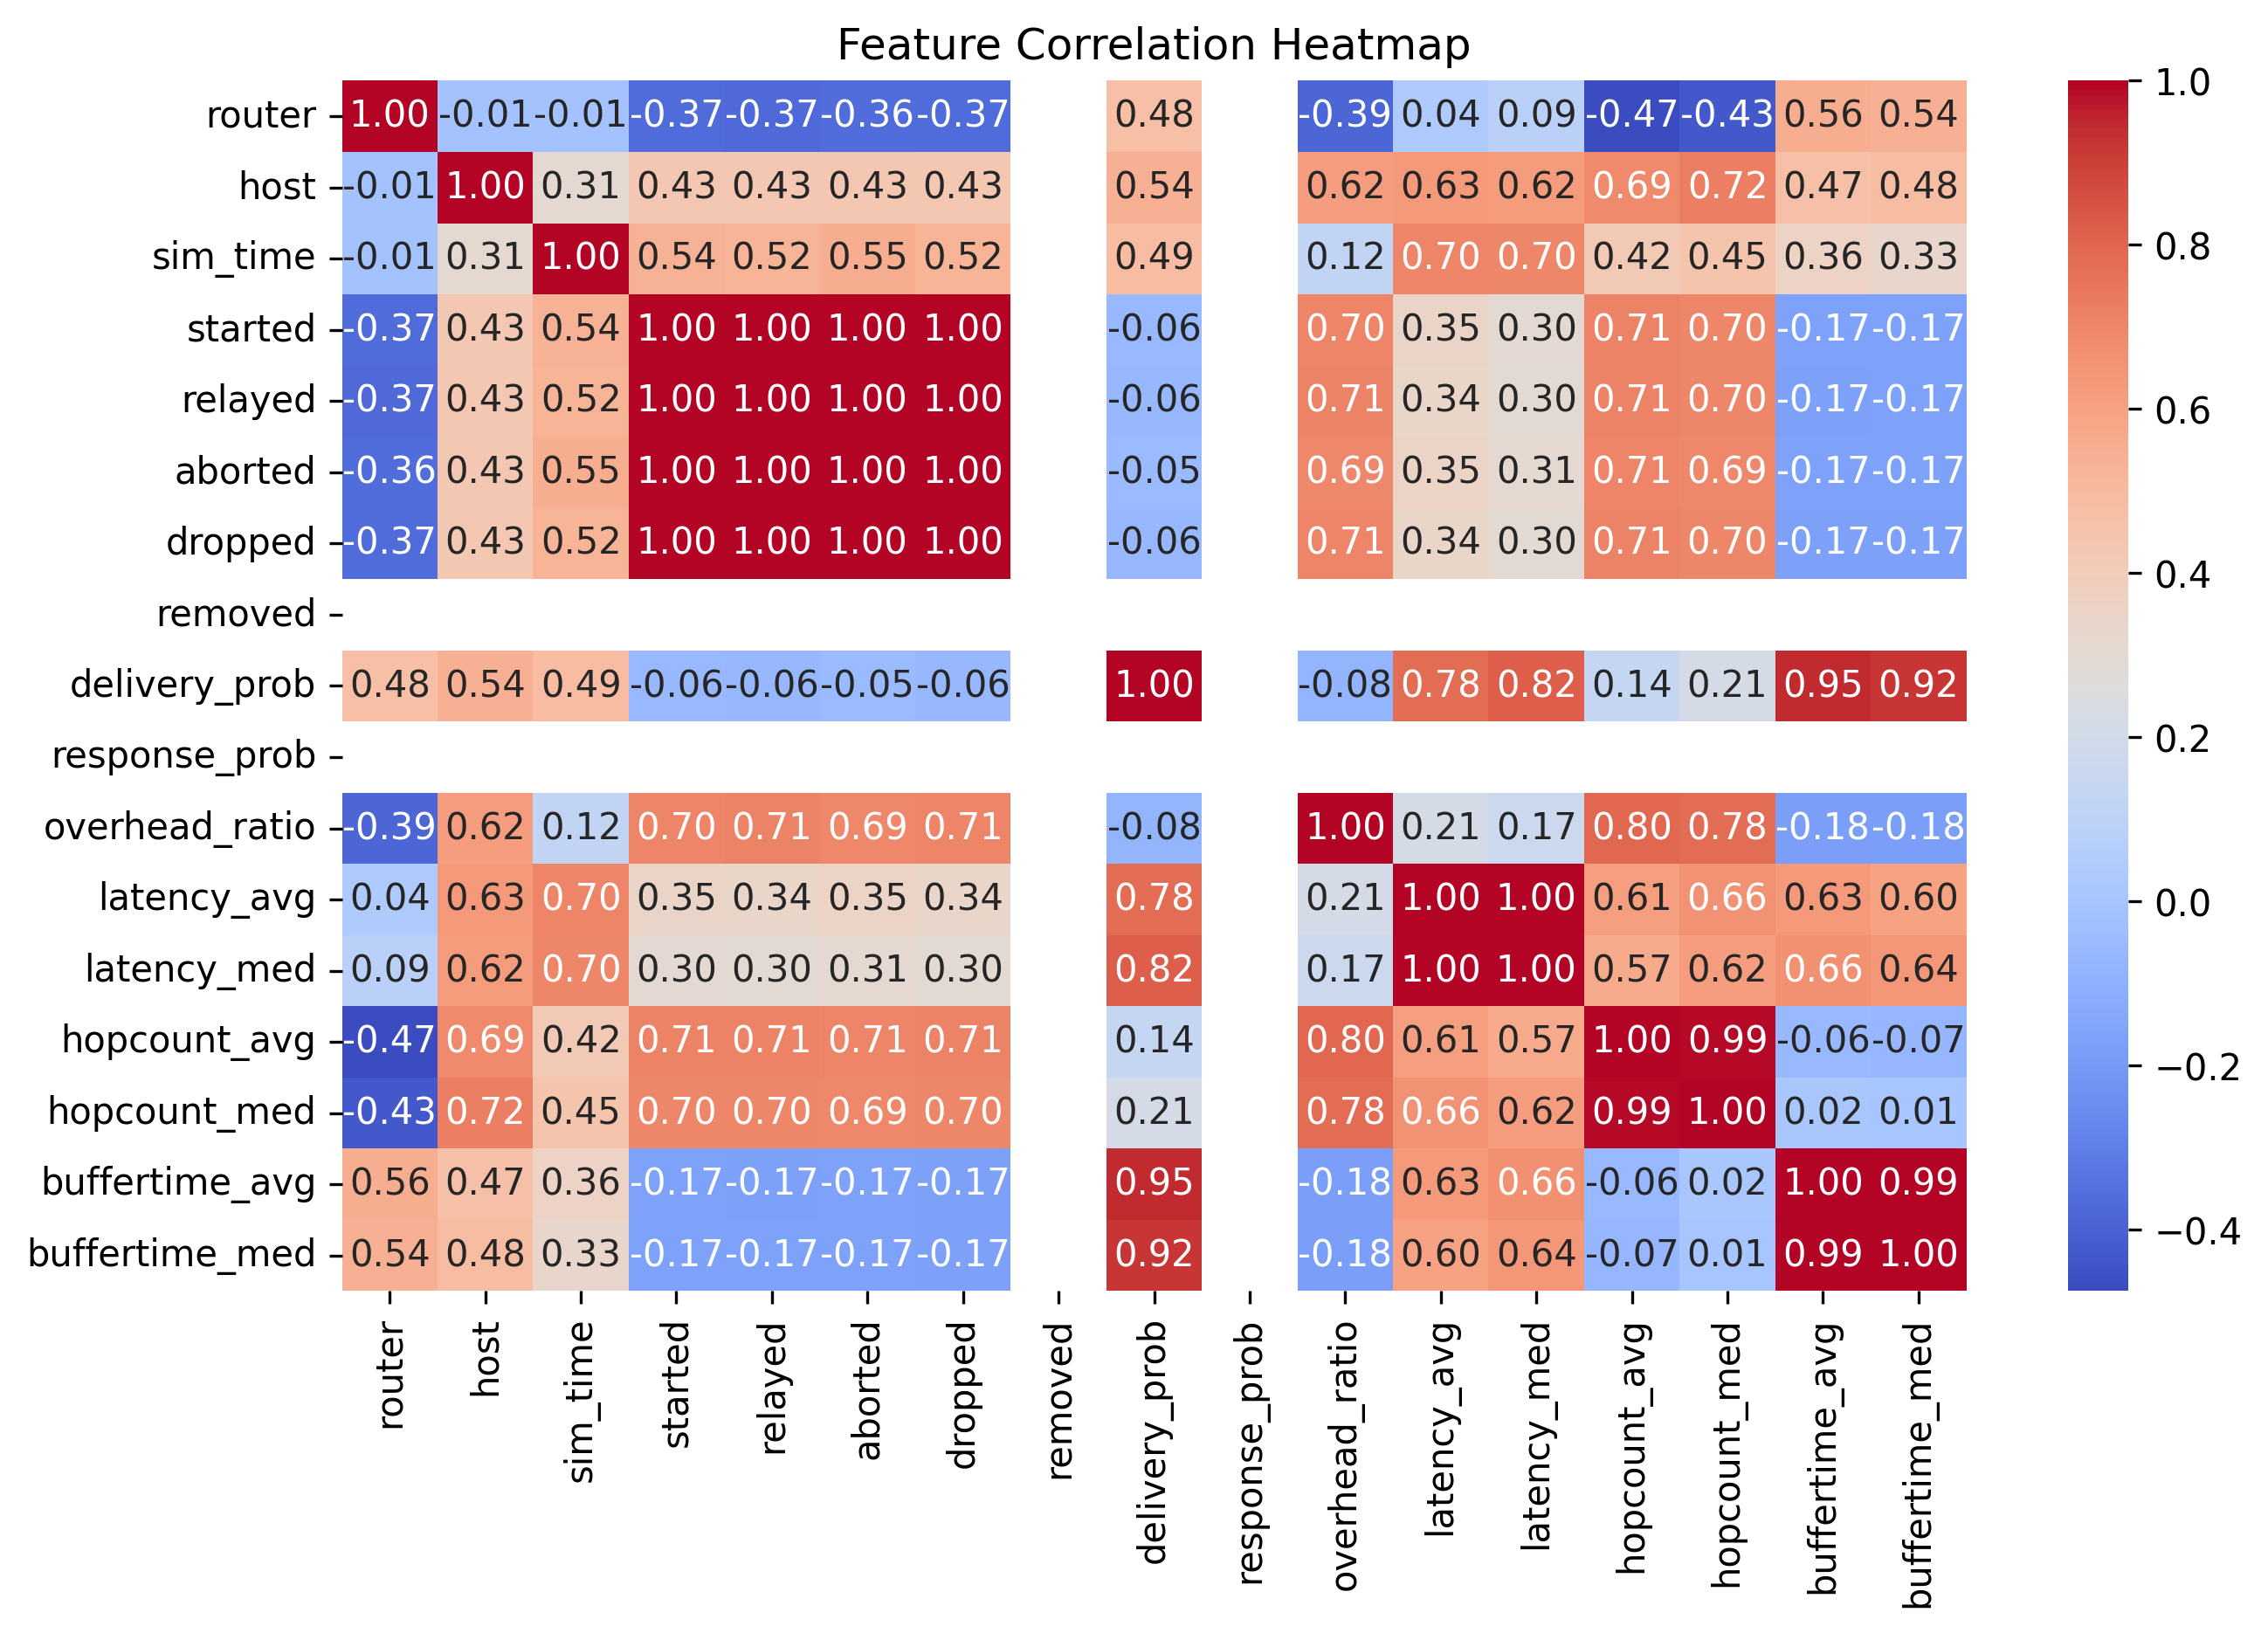 Feature Correlation Heatmap
router 1.00 -0.01 -0.01 -0.37 -0.37 -0.36 -0.37 0.48 -0.39 0.04 0.09 -0.47 -0.43 0.56 0.54
host -0.01 1.00 0.31 0.43 0.43 0.43 0.43 0.54 0.62 0.63 0.62 0.69 0.72 0.47 0.48
sim_time -0.01 0.31 1.00 0.54 0.52 0.55 0.52 0.49 0.12 0.70 0.70 0.42 0.45 0.36 0.33
started -0.37 0.43 0.54 1.00 1.00 1.00 1.00 -0.06 0.70 0.35 0.30 0.71 0.70 -0.17 -0.17
relayed -0.37 0.43 0.52 1.00 1.00 1.00 1.00 -0.06 0.71 0.34 0.30 0.71 0.70 -0.17 -0.17
aborted -0.36 0.43 0.55 1.00 1.00 1.00 1.00 -0.05 0.69 0.35 0.31 0.71 0.69 -0.17 -0.17
dropped -0.37 0.43 0.52 1.00 1.00 1.00 1.00 -0.06 0.71 0.34 0.30 0.71 0.70 -0.17 -0.17
removed
delivery_prob 0.48 0.54 0.49 -0.06 -0.06 -0.05 -0.06 1.00 -0.08 0.78 0.82 0.14 0.21 0.95 0.92
response_prob
overhead_ratio -0.39 0.62 0.12 0.70 0.71 0.69 0.71 -0.08 1.00 0.21 0.17 0.80 0.78 -0.18 -0.18
latency_avg 0.04 0.63 0.70 0.35 0.34 0.35 0.34 0.78 0.21 1.00 1.00 0.61 0.66 0.63 0.60
latency_med 0.09 0.62 0.70 0.30 0.30 0.31 0.30 0.82 0.17 1.00 1.00 0.57 0.62 0.66 0.64
hopcount_avg -0.47 0.69 0.42 0.71 0.71 0.71 0.71 0.14 0.80 0.61 0.57 1.00 0.99 -0.06 -0.07
hopcount_med -0.43 0.72 0.45 0.70 0.70 0.69 0.70 0.21 0.78 0.66 0.62 0.99 1.00 0.02 0.01
buffertime_avg 0.56 0.47 0.36 -0.17 -0.17 -0.17 -0.17 0.95 -0.18 0.63 0.66 -0.06 0.02 1.00 0.99
buffertime_med 0.54 0.48 0.33 -0.17 -0.17 -0.17 -0.17 0.92 -0.18 0.60 0.64 -0.07 0.01 0.99 1.00
router host sim_time started relayed aborted dropped removed delivery_prob response_prob overhead_ratio latency_avg latency_med hopcount_avg hopcount_med buffertime_avg buffertime_med
1.0
0.8
0.6
0.4
0.2
0.0
−0.2
−0.4